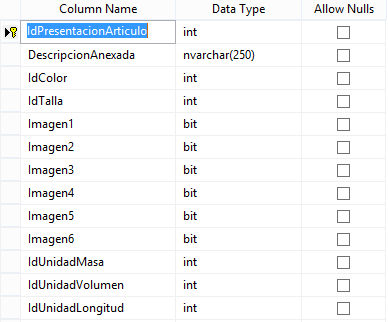 Column Name Data Type Allow Nulls
IdPresentacionArticulo int
DescripcionAnexada nvarchar(250)
IdColor int
IdTalla int
Imagen1 bit
Imagen2 bit
Imagen3 bit
Imagen4 bit
Imagen5 bit
Imagen6 bit
IdUnidadMasa int
IdUnidadVolumen int
IdUnidadLongitud int